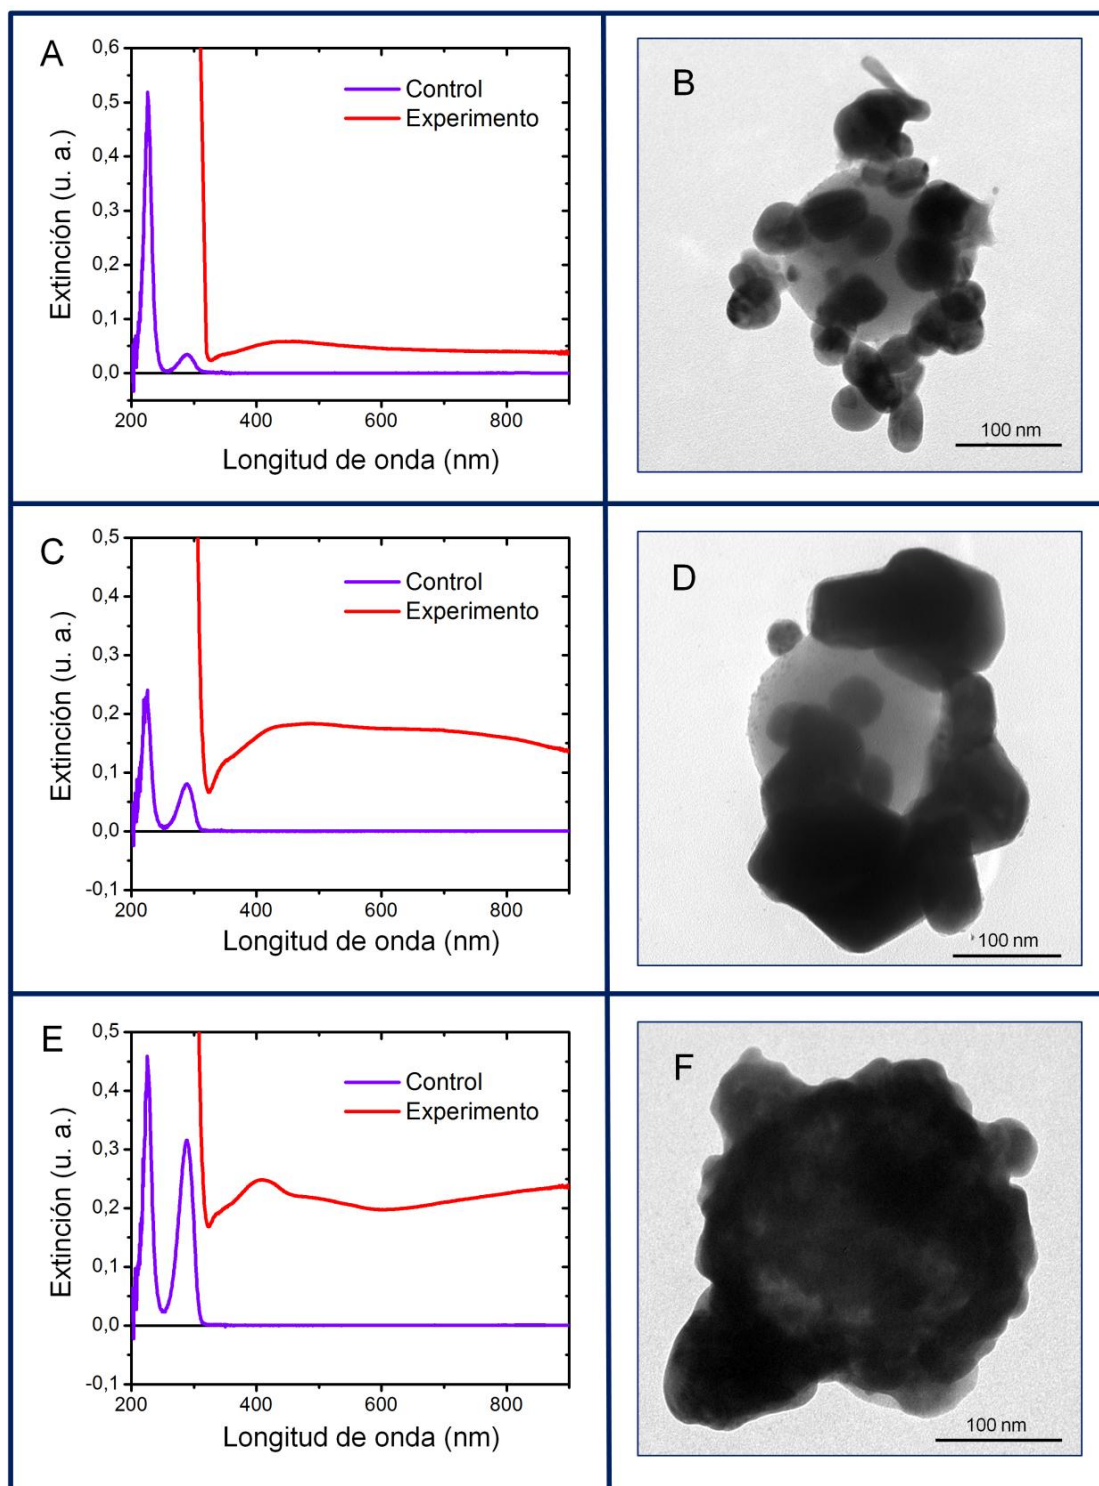 A
0,6
0,5
0,4
0,3
0,2
0,1
0,0
Extinción (u. a.)
Control
Experimento
200 400 600 800
Longitud de onda (nm)
B
100 nm
C
0,5
0,4
0,3
0,2
0,1
0,0
-0,1
Extinción (u. a.)
Control
Experimento
200 400 600 800
Longitud de onda (nm)
D
100 nm
E
0,5
0,4
0,3
0,2
0,1
0,0
-0,1
Extinción (u. a.)
Control
Experimento
200 400 600 800
Longitud de onda (nm)
F
100 nm